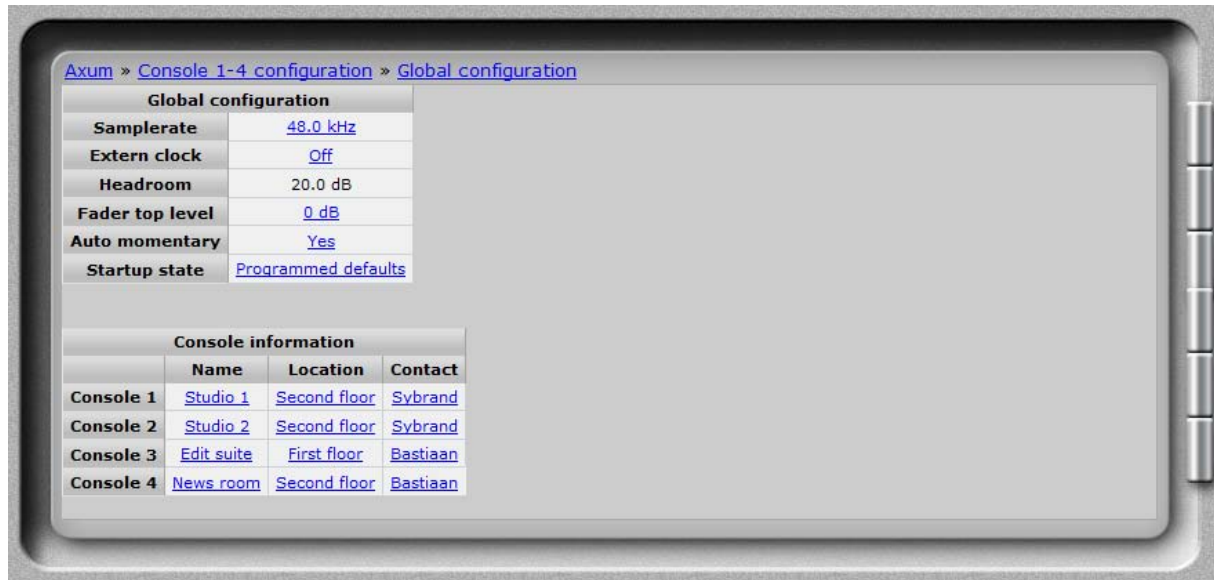 Axum » Console 1-4 configuration » Global configuration
Global configuration
Samplerate 48.0 kHz
Extern clock Off
Headroom 20.0 dB
Fader top level 0 dB
Auto momentary Yes
Startup state Programmed defaults
Console information
Name Location Contact
Console 1 Studio 1 Second floor Sybrand
Console 2 Studio 2 Second floor Sybrand
Console 3 Edit suite First floor Bastiaan
Console 4 News room Second floor Bastiaan